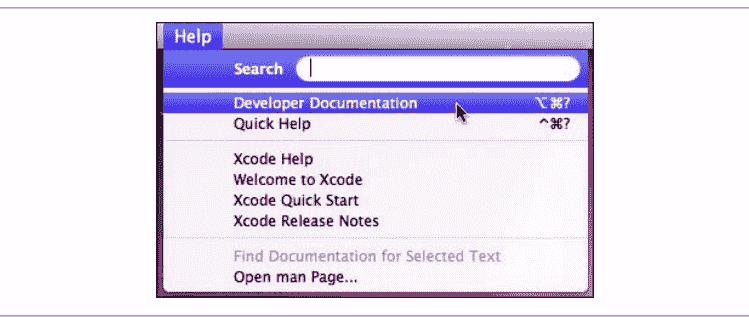 Help
Search
Developer Documentation ⌥⌘?
Quick Help ^⌘?
Xcode Help
Welcome to Xcode
Xcode Quick Start
Xcode Release Notes
Find Documentation for Selected Text
Open man Page...